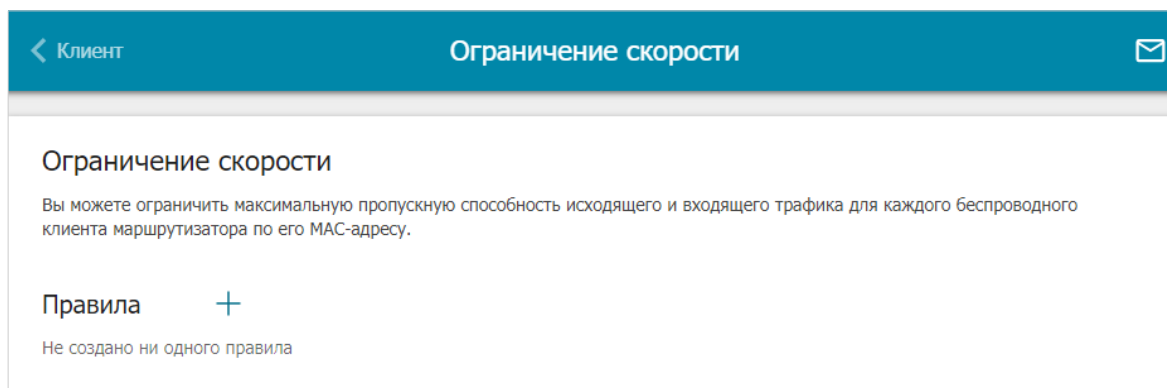 Клиент
Ограничение скорости
Ограничение скорости
Вы можете ограничить максимальную пропускную способность исходящего и входящего трафика для каждого беспроводного
клиента маршрутизатора по его MAC-адресу.
Правила
Не создано ни одного правила